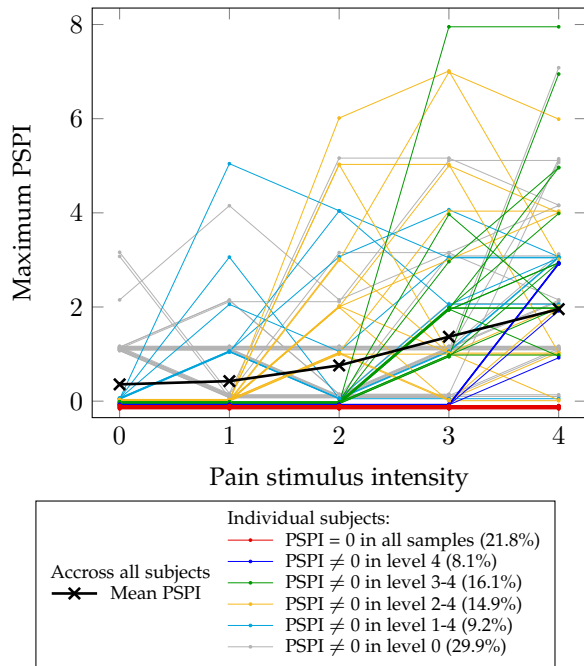 8
6
4
2
0
Maximum PSPI
0 1 2 3 4
Pain stimulus intensity
Accross all subjects
Mean PSPI
Individual subjects:
PSPI = 0 in all samples (21.8%)
PSPI ≠ 0 in level 4 (8.1%)
PSPI ≠ 0 in level 3-4 (16.1%)
PSPI ≠ 0 in level 2-4 (14.9%)
PSPI ≠ 0 in level 1-4 (9.2%)
PSPI ≠ 0 in level 0 (29.9%)